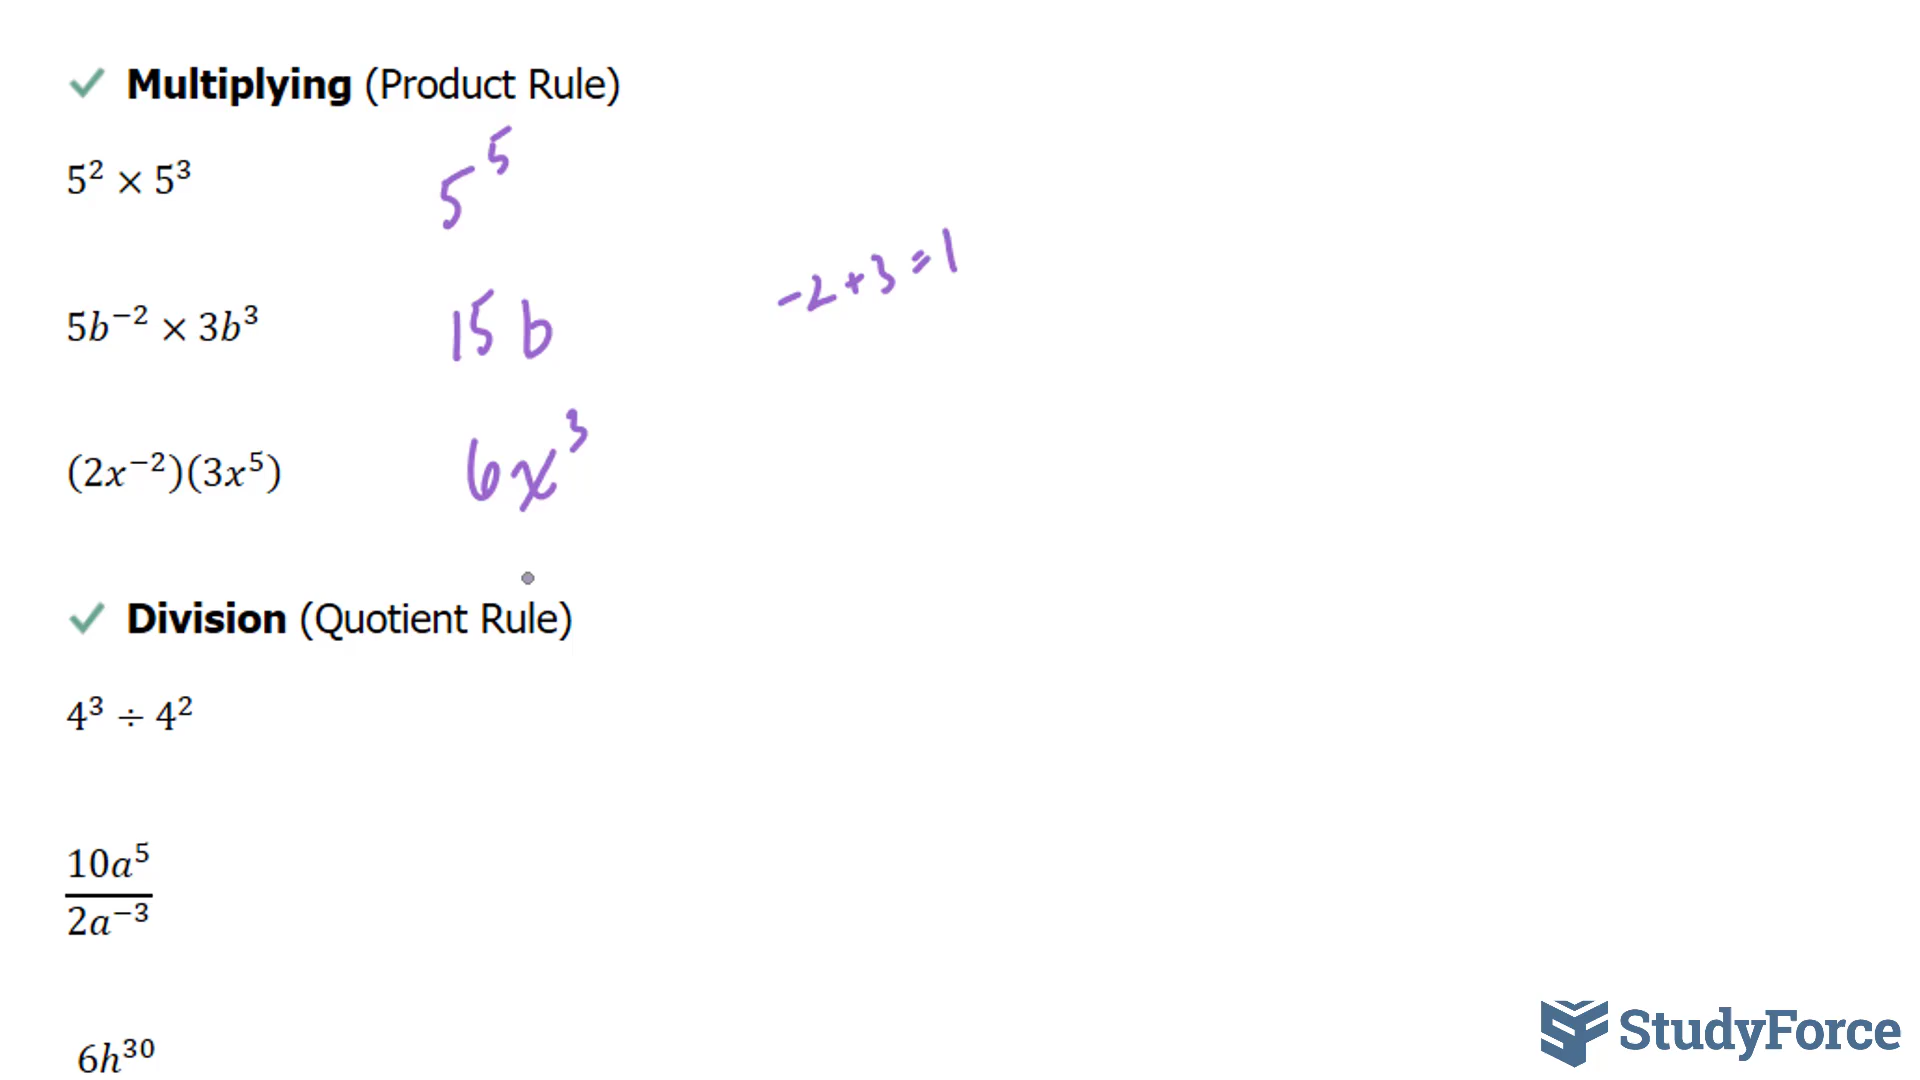 Multiplying (Product Rule)
5² × 5³ 5⁵
-2+3=1
5b⁻² × 3b³ 15b
(2x⁻²)(3x⁵) 6x³
Division (Quotient Rule)
4³ ÷ 4²
10a⁵
2a⁻³
6h³⁰
StudyForce